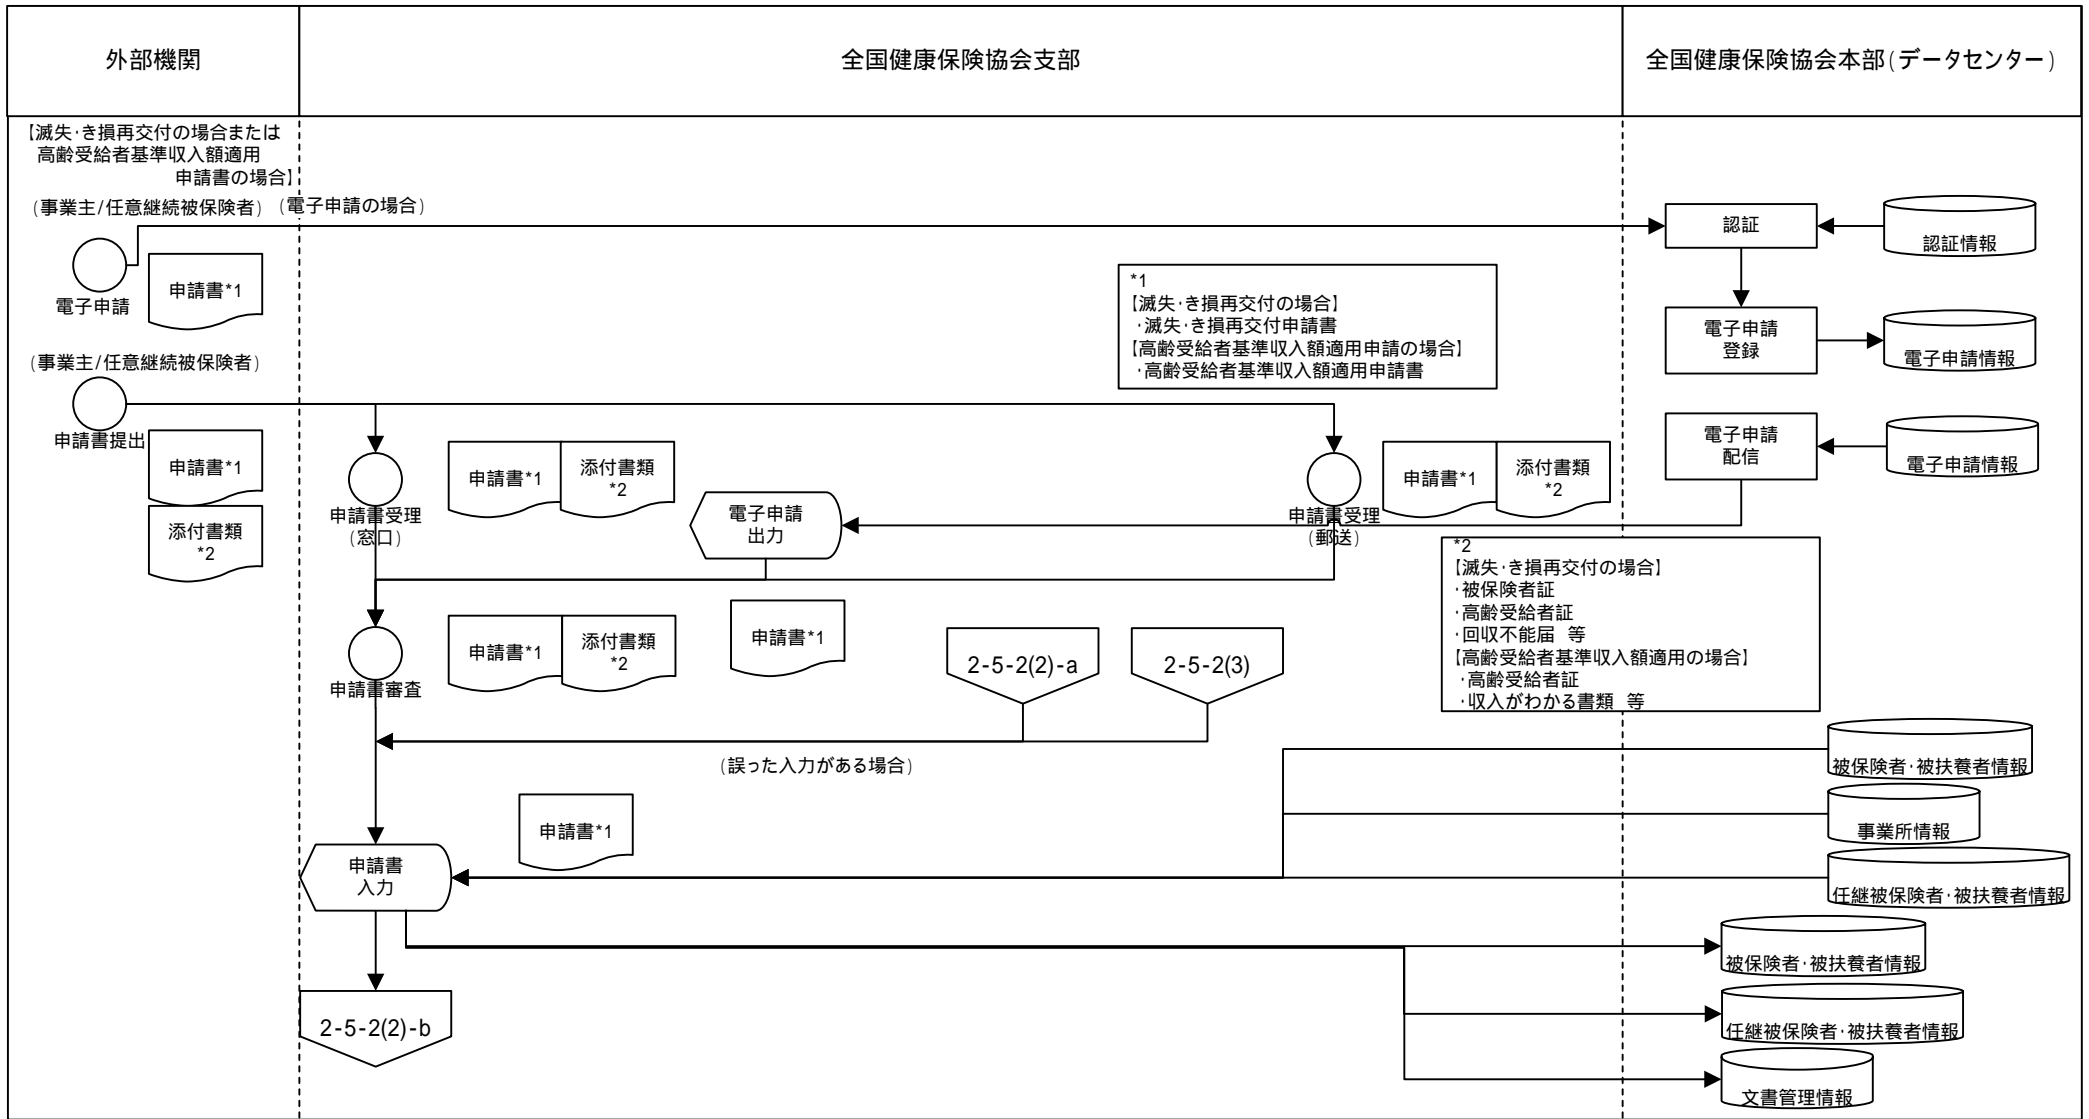 外部機関
全国健康保険協会支部
全国健康保険協会本部(データセンター)
【滅失・き損再交付の場合または
高齢受給者基準収入額適用
申請書の場合】
(事業主/任意継続被保険者)
(電子申請の場合)
電子申請
申請書*1
認証
認証情報
電子申請
登録
電子申請情報
*1
【滅失・き損再交付の場合】
・滅失・き損再交付申請書
【高齢受給者基準収入額適用申請の場合】
・高齢受給者基準収入額適用申請書
(事業主/任意継続被保険者)
申請書提出
申請書*1
添付書類
*2
申請書受理
(窓口)
申請書*1
添付書類
*2
電子申請
出力
申請書受理
(郵送)
申請書*1
添付書類
*2
電子申請
配信
電子申請情報
*2
【滅失・き損再交付の場合】
・被保険者証
・高齢受給者証
・回収不能届 等
【高齢受給者基準収入額適用の場合】
・高齢受給者証
・収入がわかる書類 等
申請書審査
申請書*1
添付書類
*2
申請書*1
2-5-2(2)-a
2-5-2(3)
(誤った入力がある場合)
被保険者・被扶養者情報
事業所情報
任継被保険者・被扶養者情報
申請書*1
申請書
入力
被保険者・被扶養者情報
任継被保険者・被扶養者情報
文書管理情報
2-5-2(2)-b